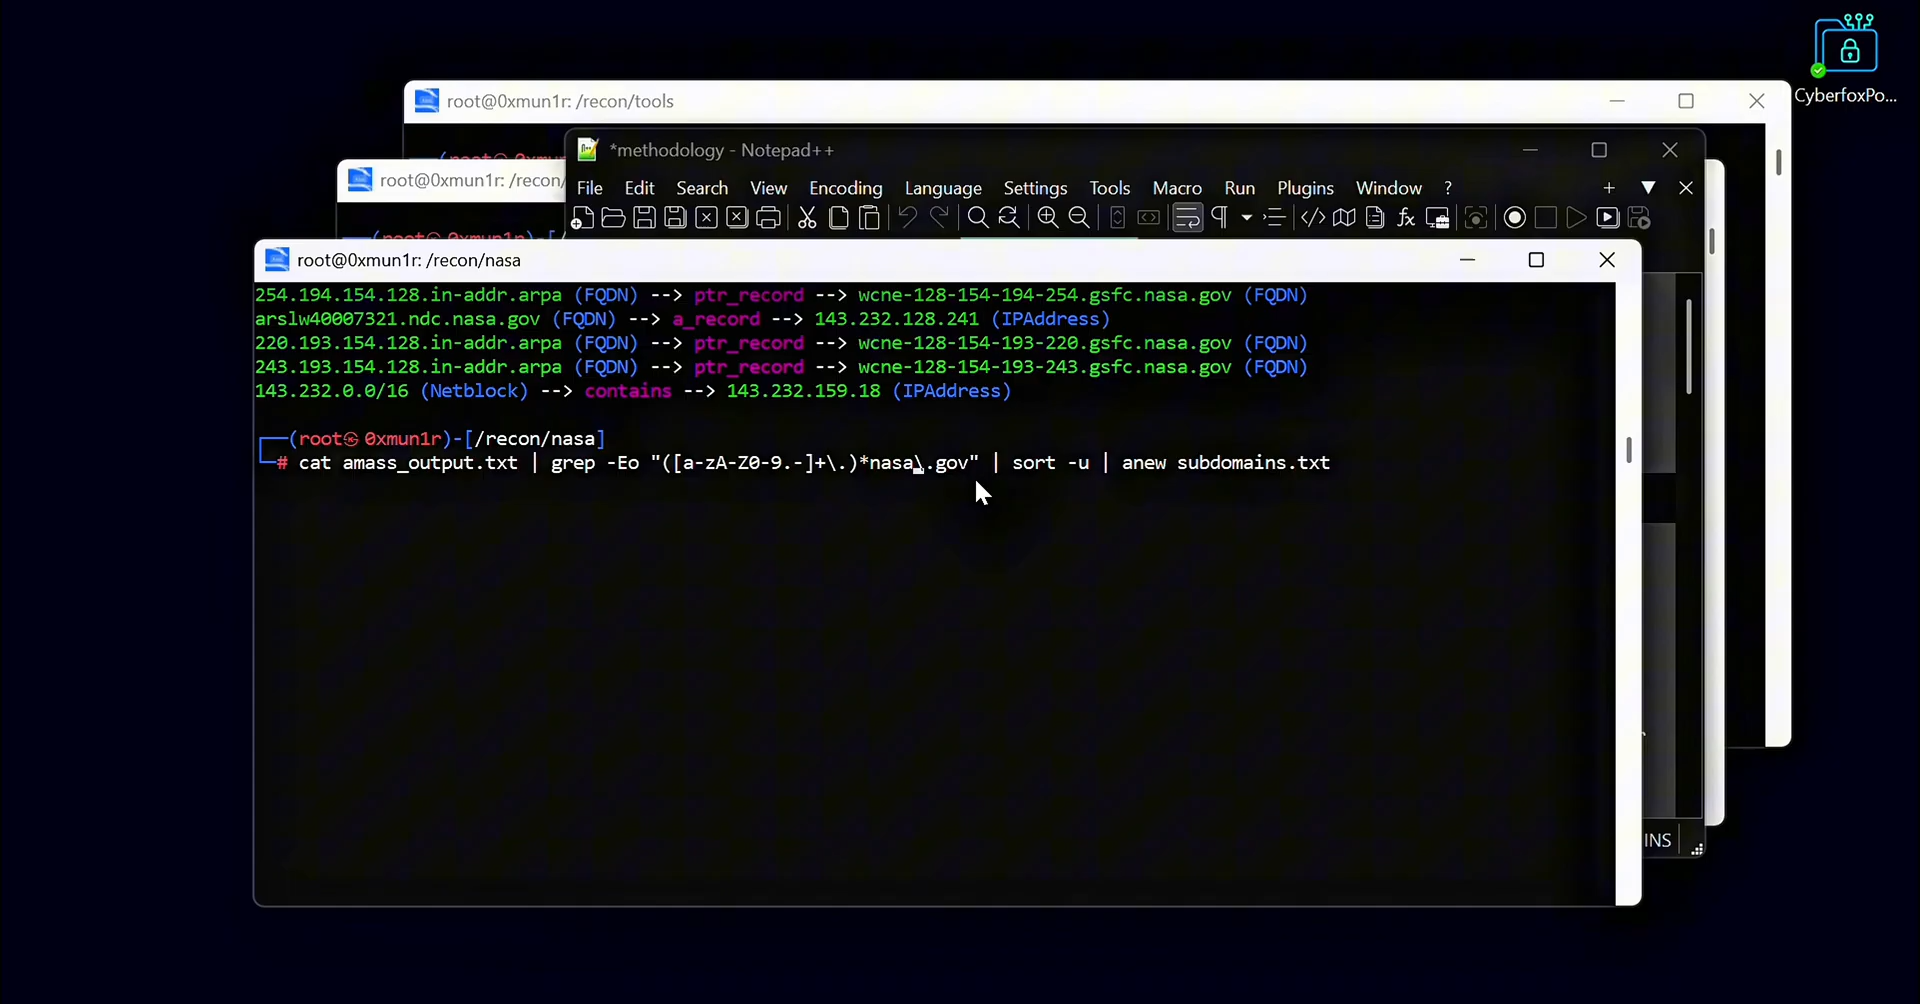 CyberfoxPo...
root@0xmun1r: /recon/tools
*methodology - Notepad++
root@0xmun1r: /recon/
File Edit Search View Encoding Language Settings Tools Macro Run Plugins Window ?
root@0xmun1r: /recon/nasa
254.194.154.128.in-addr.arpa (FQDN) --> ptr_record --> wcne-128-154-194-254.gsfc.nasa.gov (FQDN)
arslw40007321.ndc.nasa.gov (FQDN) --> a_record --> 143.232.128.241 (IPAddress)
220.193.154.128.in-addr.arpa (FQDN) --> ptr_record --> wcne-128-154-193-220.gsfc.nasa.gov (FQDN)
243.193.154.128.in-addr.arpa (FQDN) --> ptr_record --> wcne-128-154-193-243.gsfc.nasa.gov (FQDN)
143.232.0.0/16 (Netblock) --> contains --> 143.232.159.18 (IPAddress)
(root㉿0xmun1r)-[/recon/nasa]
# cat amass_output.txt | grep -Eo "([a-zA-Z0-9.-]+\.)*nasa\.gov" | sort -u | anew subdomains.txt
INS